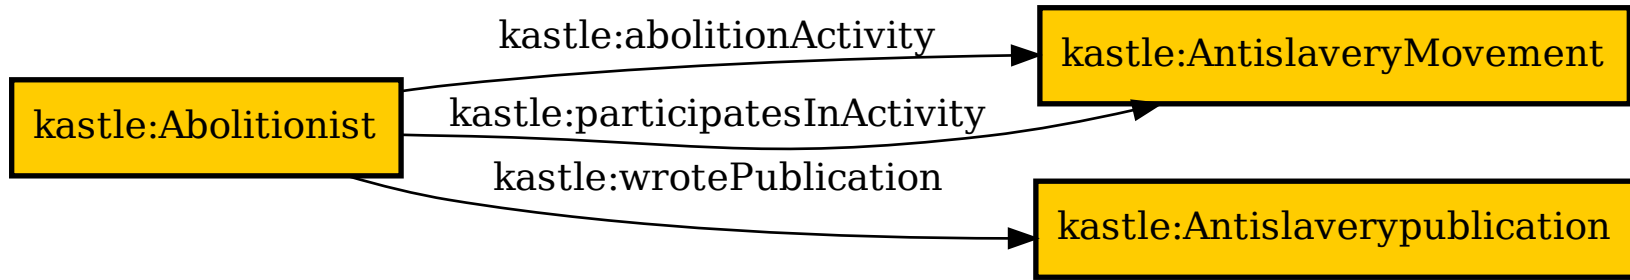 kastle:abolitionActivity
kastle:AntislaveryMovement
kastle:Abolitionist
kastle:participatesInActivity
kastle:wrotePublication
kastle:Antislaverypublication